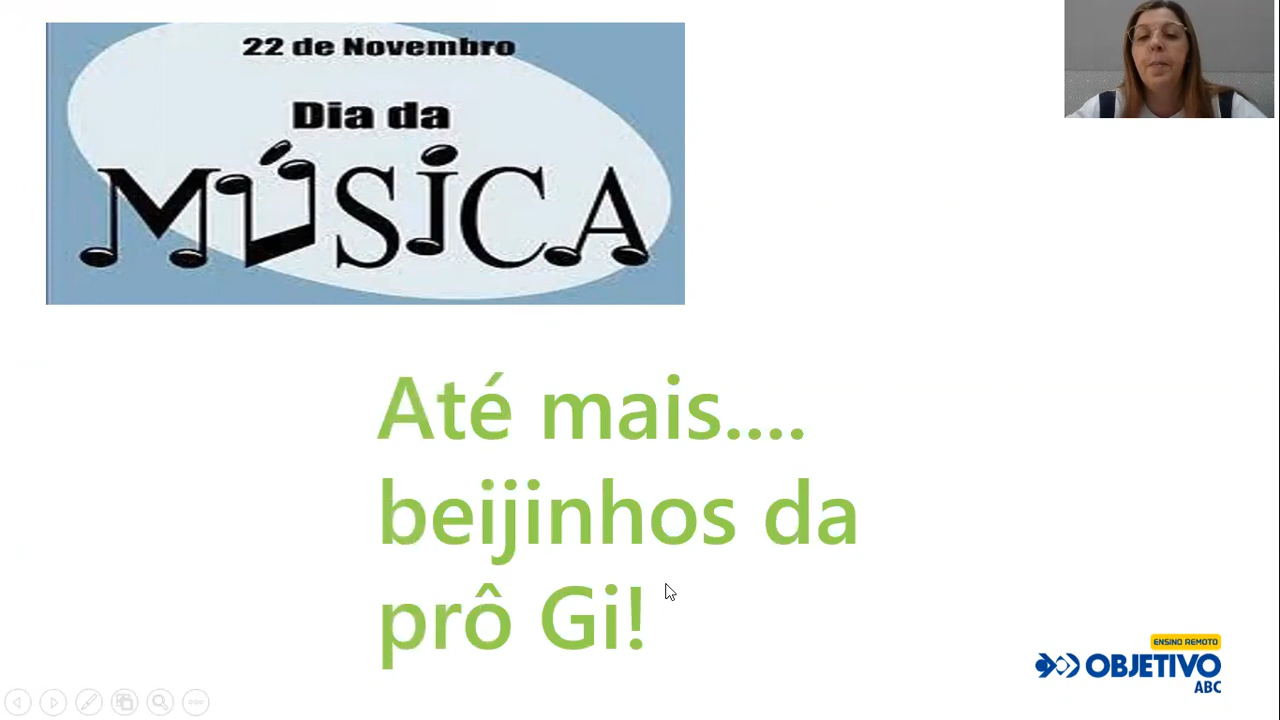 22 de Novembro
Dia da
MÚSICA
Até mais....
beijinhos da
prô Gi!
ENSINO REMOTO
OBJETIVO
ABC